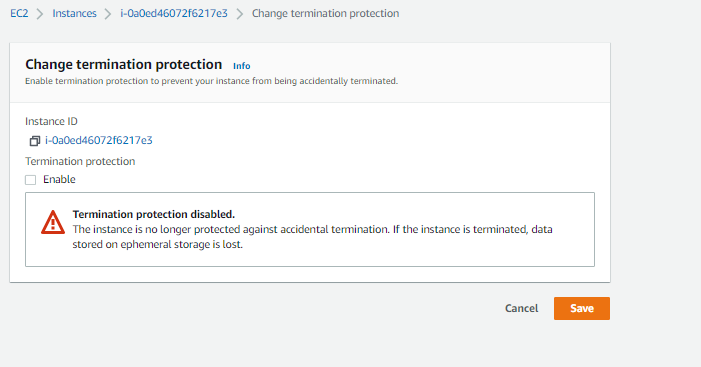 EC2 > Instances > i-0a0ed46072f6217e3 > Change termination protection
Change termination protection Info
Enable termination protection to prevent your instance from being accidentally terminated.
Instance ID
i-0a0ed46072f6217e3
Termination protection
Enable
Termination protection disabled.
The instance is no longer protected against accidental termination. If the instance is terminated, data
stored on ephemeral storage is lost.
Cancel Save